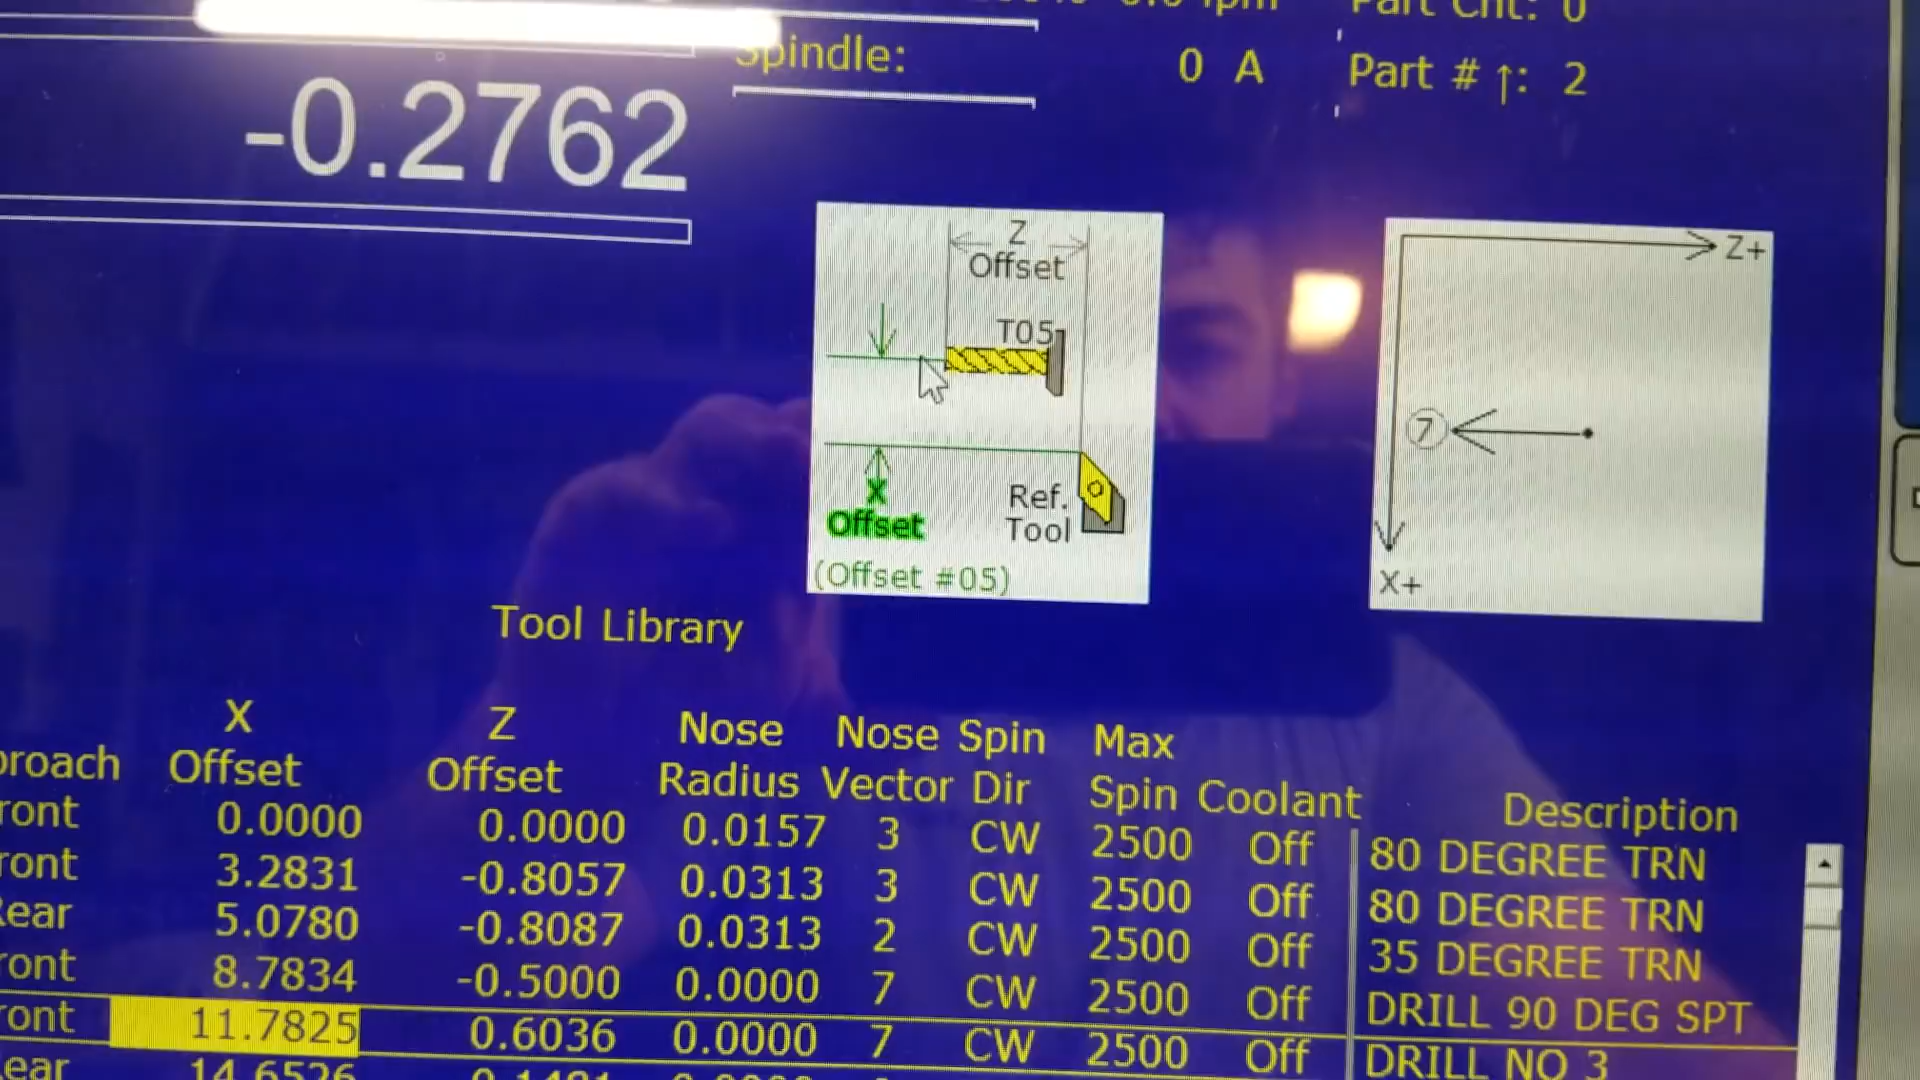 Part Cnt: 0
Spindle: 0 A Part # ↑: 2
-0.2762
Z
Offset
T05
X
Offset
Ref.
Tool
(Offset #05)
Z+
7
X+
Tool Library
X Z Nose Nose Spin Max
Offset Offset Radius Vector Dir Spin Coolant Description
0.0000 0.0000 0.0157 3 CW 2500 Off 80 DEGREE TRN
3.2831 -0.8057 0.0313 3 CW 2500 Off 80 DEGREE TRN
5.0780 -0.8087 0.0313 2 CW 2500 Off 35 DEGREE TRN
8.7834 -0.5000 0.0000 7 CW 2500 Off DRILL 90 DEG SPT
11.7825 0.6036 0.0000 7 CW 2500 Off DRILL NO 3